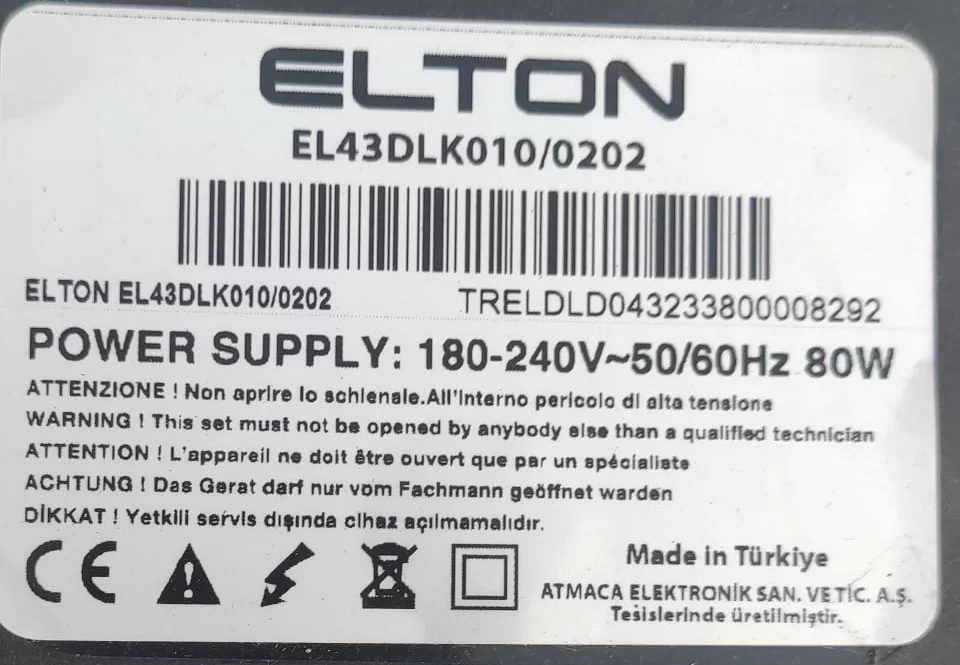 ELTON
EL43DLK010/0202
ELTON EL43DLK010/0202 TRELDLD043233800008292
POWER SUPPLY: 180-240V~50/60Hz 80W
ATTENZIONE ! Non aprire lo schienale.All'interno pericolo di alta tensione
WARNING ! This set must not be opened by anybody else than a qualified technician
ATTENTION ! L'appareil ne doit être ouvert que par un spécialiste
ACHTUNG ! Das Gerat darf nur vom Fachmann geöffnet warden
DİKKAT ! Yetkili servis dışında cihaz açılmamalıdır.
CE
Made in Türkiye
ATMACA ELEKTRONİK SAN. VE TİC. A.Ş.
Tesislerinde üretilmiştir.